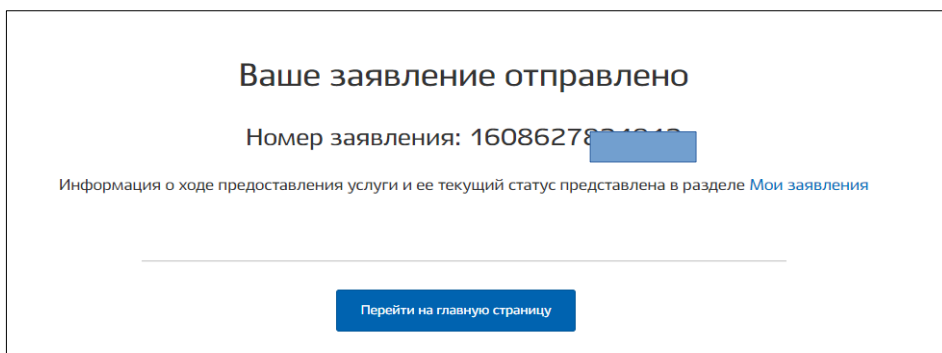 Ваше заявление отправлено
Номер заявления: 1608627
Информация о ходе предоставления услуги и ее текущий статус представлена в разделе Мои заявления
Перейти на главную страницу